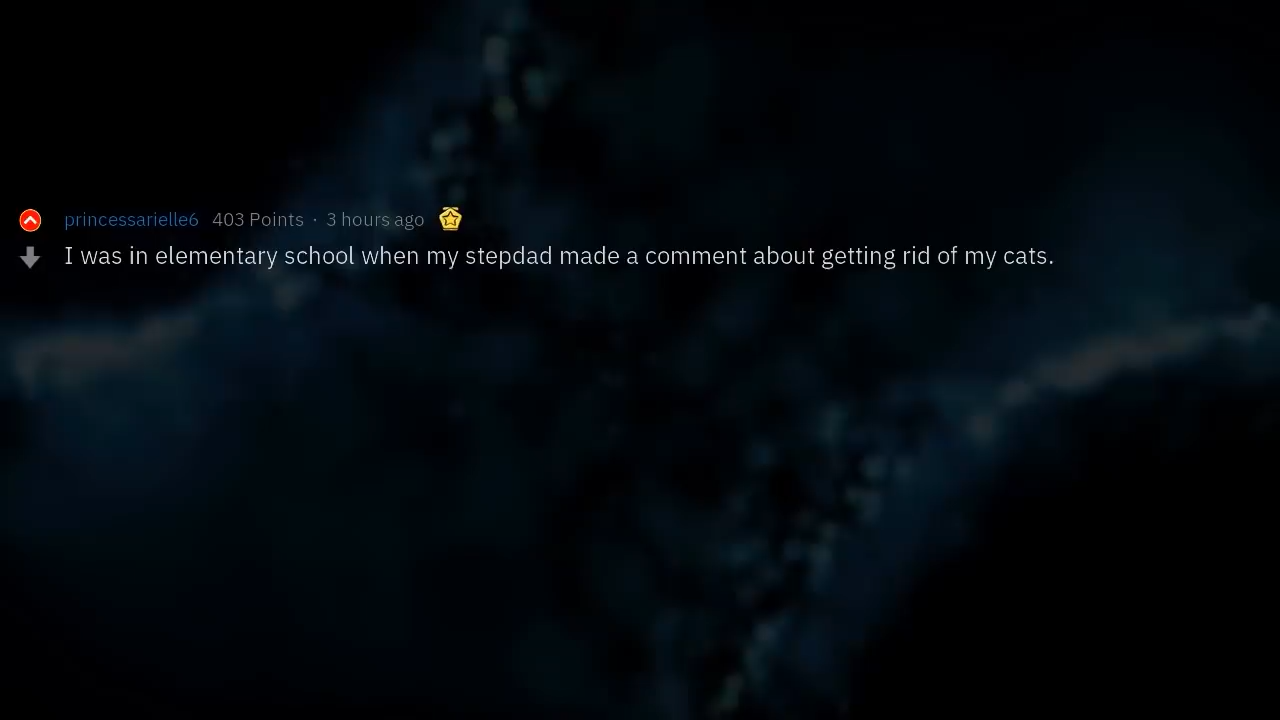 princessarielle6 403 Points · 3 hours ago
I was in elementary school when my stepdad made a comment about getting rid of my cats.